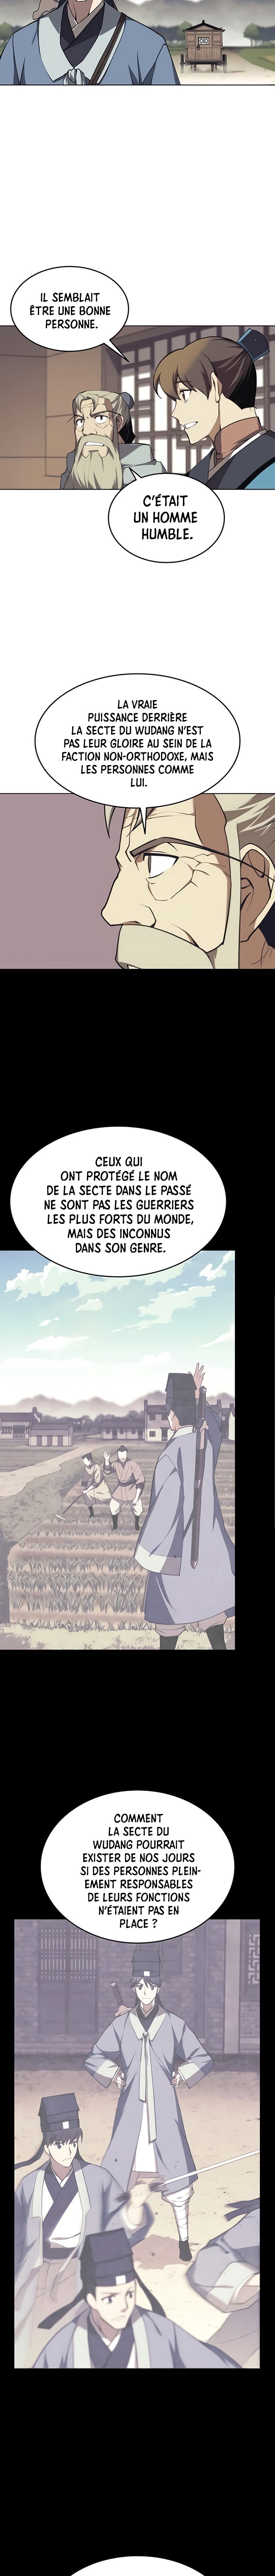 IL SEMBLAIT
ÊTRE UNE BONNE
PERSONNE.
C'ÉTAIT
UN HOMME
HUMBLE.
LA VRAIE
PUISSANCE DERRIÈRE
LA SECTE DU WUDANG N'EST
PAS LEUR GLOIRE AU SEIN DE LA
FACTION NON-ORTHODOXE, MAIS
LES PERSONNES COMME
LUI.
CEUX QUI
ONT PROTÉGÉ LE NOM
DE LA SECTE DANS LE PASSÉ
NE SONT PAS LES GUERRIERS
LES PLUS FORTS DU MONDE,
MAIS DES INCONNUS
DANS SON GENRE.
COMMENT
LA SECTE DU
WUDANG POURRAIT
EXISTER DE NOS JOURS
SI DES PERSONNES PLEIN-
EMENT RESPONSABLES
DE LEURS FONCTIONS
N'ÉTAIENT PAS EN
PLACE ?